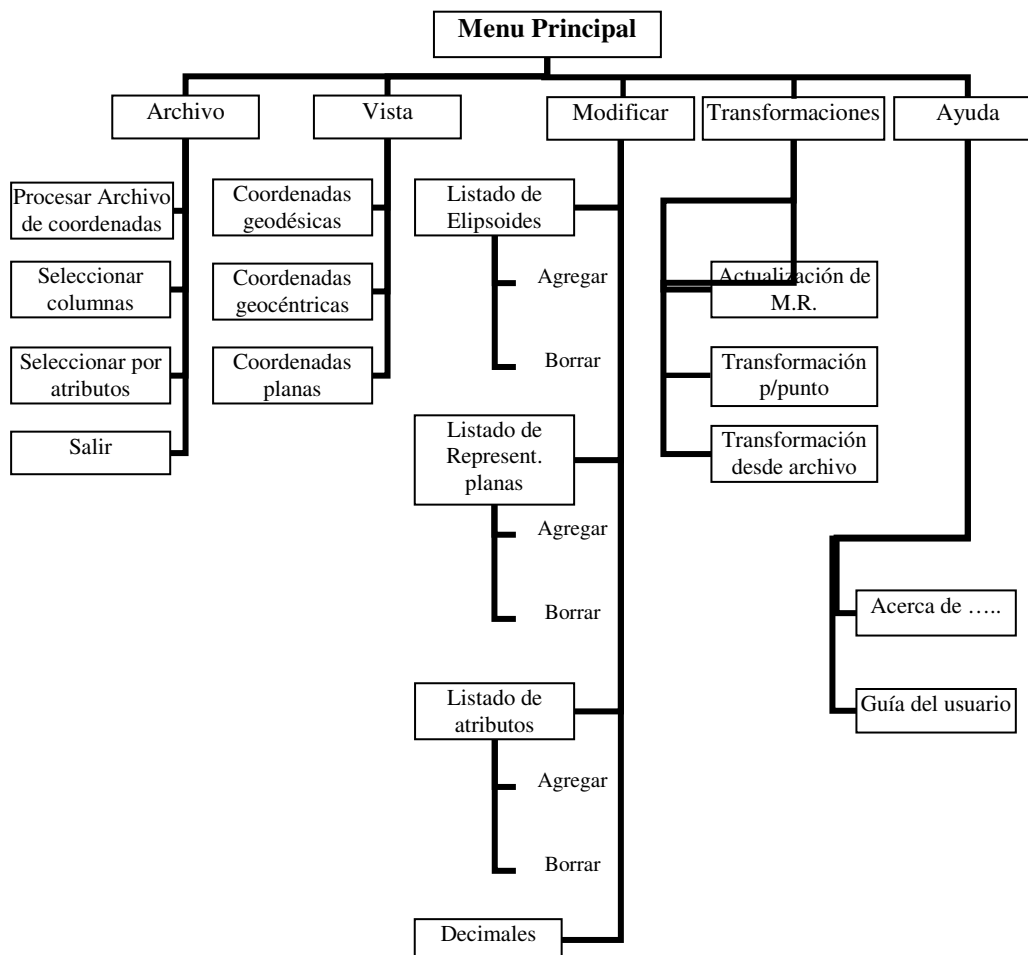 Menu Principal
Archivo
Vista
Modificar
Transformaciones
Ayuda
Procesar Archivo
de coordenadas
Seleccionar
columnas
Seleccionar por
atributos
Salir
Coordenadas
geodésicas
Coordenadas
geocéntricas
Coordenadas
planas
Listado de
Elipsoides
Agregar
Borrar
Listado de
Represent.
planas
Agregar
Borrar
Listado de
atributos
Agregar
Borrar
Decimales
Actualización de
M.R.
Transformación
p/punto
Transformación
desde archivo
Acerca de …..
Guía del usuario